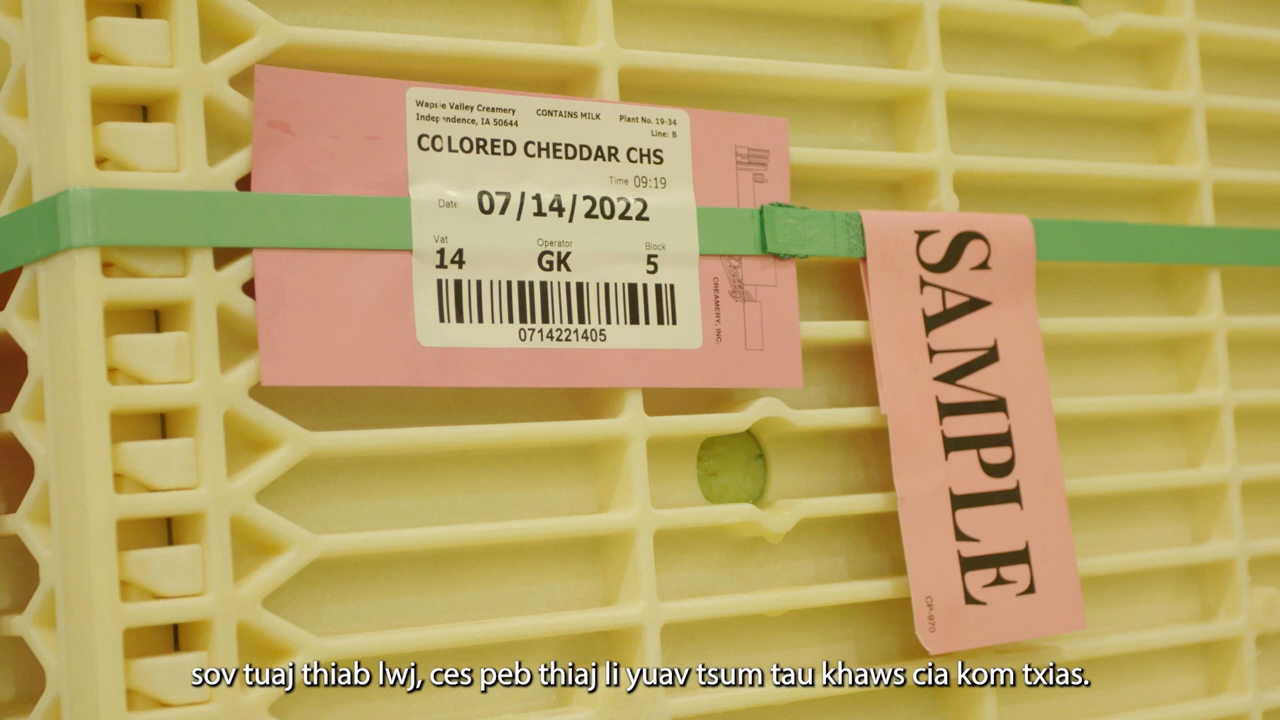 Wapsie Valley Creamery
Independence, IA 50644
CONTAINS MILK
Plant No. 19-34
Line: B
COLORED CHEDDAR CHS
Time 09:19
Date: 07/14/2022
Vat Operator Block
14 GK 5
0714221405
CREAMERY, INC.
SAMPLE
CP-970
sov tuaj thiab lwj, ces peb thiaj li yuav tsum tau khaws cia kom txias.